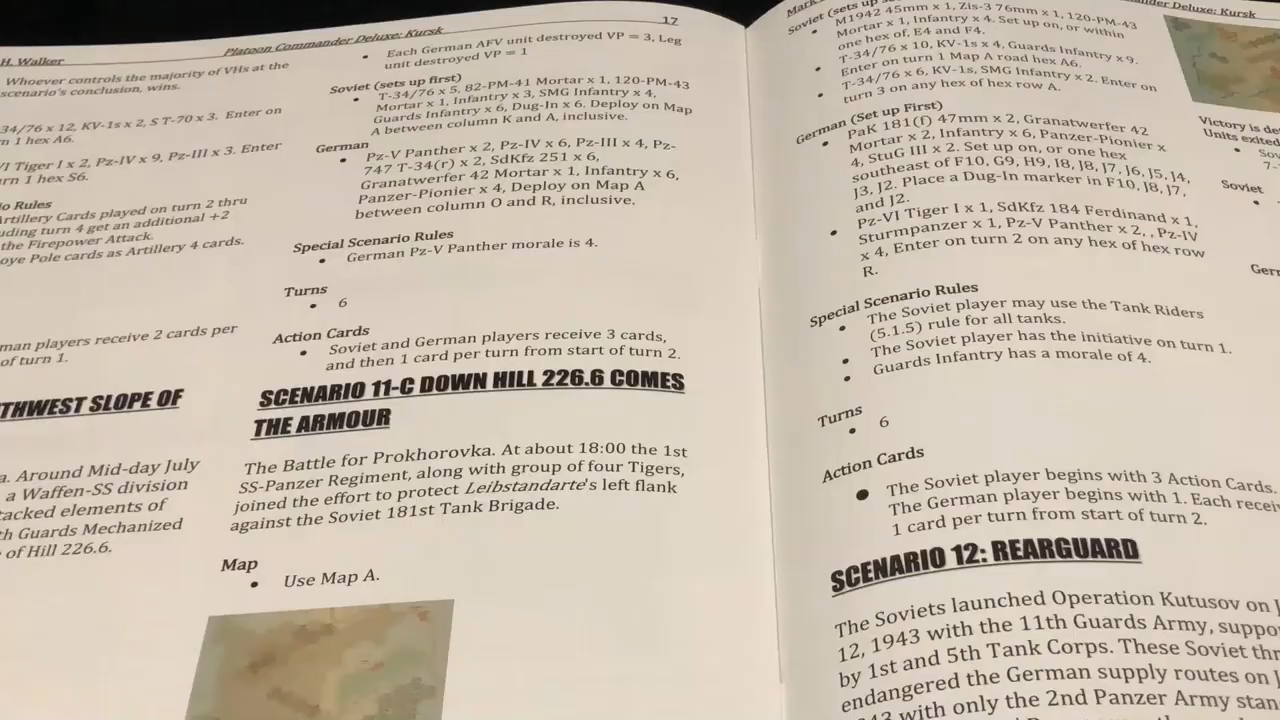 H. Walker
Platoon Commander Deluxe: Kursk
17
Whoever controls the majority of VHs at the
scenario's conclusion, wins.
34/76 x 12, KV-1s x 2, S T-70 x 3. Enter on
1 hex A6.
VI Tiger I x 2, Pz-IV x 9, Pz-III x 3. Enter
hex S6.
Rules
Artillery Cards played on turn 2 thru
turn 4 get an additional +2
the Firepower Attack.
Pole cards as Artillery 4 cards.
players receive 2 cards per
of turn 1.
SLOPE OF
Around Mid-day July
a Waffen-SS division
elements of
Guards Mechanized
of Hill 226.6.
• Each German AFV unit destroyed VP = 3, Leg
unit destroyed VP = 1
Soviet (sets up first)
• T-34/76 x 5, 82-PM-41 Mortar x 1, 120-PM-43
Mortar x 1, Infantry x 3, SMG Infantry x 4,
Guards Infantry x 6, Dug-In x 6. Deploy on Map
A between column K and A, inclusive.
German
• Pz-V Panther x 2, Pz-IV x 6, Pz-III x 4, Pz-
747 T-34(r) x 2, SdKfz 251 x 6,
Granatwerfer 42 Mortar x 1, Infantry x 6,
Panzer-Pionier x 4, Deploy on Map A
between column O and R, inclusive.
Special Scenario Rules
• German Pz-V Panther morale is 4.
Turns
• 6
Action Cards
• Soviet and German players receive 3 cards,
and then 1 card per turn from start of turn 2.
SCENARIO 11-C DOWN HILL 226.6 COMES
THE ARMOUR
The Battle for Prokhorovka. At about 18:00 the 1st
SS-Panzer Regiment, along with group of four Tigers,
joined the effort to protect Leibstandarte's left flank
against the Soviet 181st Tank Brigade.
Map
• Use Map A.
Mark
Deluxe: Kursk
Soviet (sets up
• M1942 45mm x 1, Zis-3 76mm x 1, 120-PM-43
Mortar x 1, Infantry x 4. Set up on, or within
one hex of, E4 and F4.
• T-34/76 x 10, KV-1s x 4, Guards Infantry x 9.
Enter on turn 1 Map A road hex A6.
• T-34/76 x 6, KV-1s, SMG Infantry x 2. Enter on
turn 3 on any hex of hex row A.
German (Set up First)
• PaK 181(f) 47mm x 2, Granatwerfer 42
Mortar x 2, Infantry x 6, Panzer-Pionier x
4, StuG III x 2. Set up on, or one hex
southeast of F10, G9, H9, I8, J8, J7, J6, J5, J4,
J3, J2. Place a Dug-In marker in F10, J8, J7,
and J2.
• Pz-VI Tiger I x 1, SdKfz 184 Ferdinand x 1,
Sturmpanzer x 1, Pz-V Panther x 2, , Pz-IV
x 4, Enter on turn 2 on any hex of hex row
R.
Special Scenario Rules
• The Soviet player may use the Tank Riders
(5.1.5) rule for all tanks.
• The Soviet player has the initiative on turn 1.
• Guards Infantry has a morale of 4.
Turns
• 6
Action Cards
• The Soviet player begins with 3 Action Cards.
The German player begins with 1. Each
1 card per turn from start of turn 2.
SCENARIO 12: REARGUARD
The Soviets launched Operation Kutusov on
12, 1943 with the 11th Guards Army,
by 1st and 5th Tank Corps. These Soviet
endangered the German supply routes on
with only the 2nd Panzer Army
Victory is
Units exited
Soviet